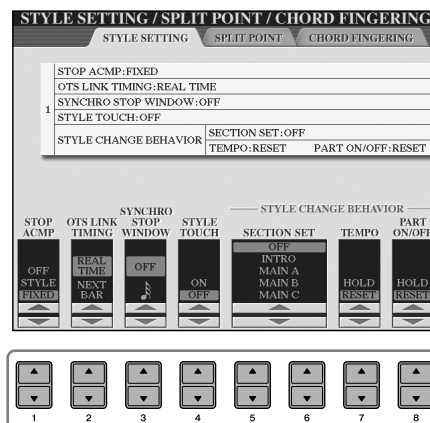 STYLE SETTING / SPLIT POINT / CHORD FINGERING
STYLE SETTING SPLIT POINT CHORD FINGERING
1
STOP ACMP:FIXED
OTS LINK TIMING:REAL TIME
SYNCHRO STOP WINDOW:OFF
STYLE TOUCH:OFF
STYLE CHANGE BEHAVIOR
SECTION SET:OFF
TEMPO:RESET PART ON/OFF:RESET
STYLE CHANGE BEHAVIOR
STOP ACMP
OFF
STYLE
FIXED
OTS LINK TIMING
REAL TIME
NEXT BAR
SYNCHRO STOP WINDOW
OFF
STYLE TOUCH
ON
OFF
SECTION SET
OFF
INTRO
MAIN A
MAIN B
MAIN C
TEMPO
HOLD
RESET
PART ON/OFF
HOLD
RESET
1 2 3 4 5 6 7 8